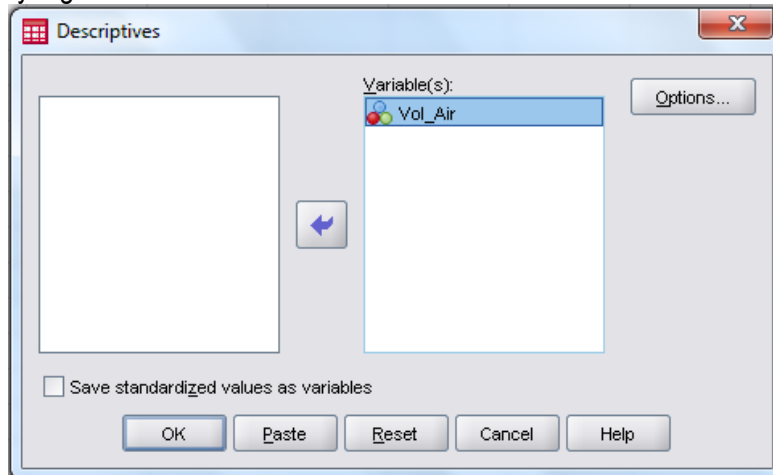 Descriptives
Variable(s):
Options...
Vol_Air
Save standardized values as variables
OK Paste Reset Cancel Help